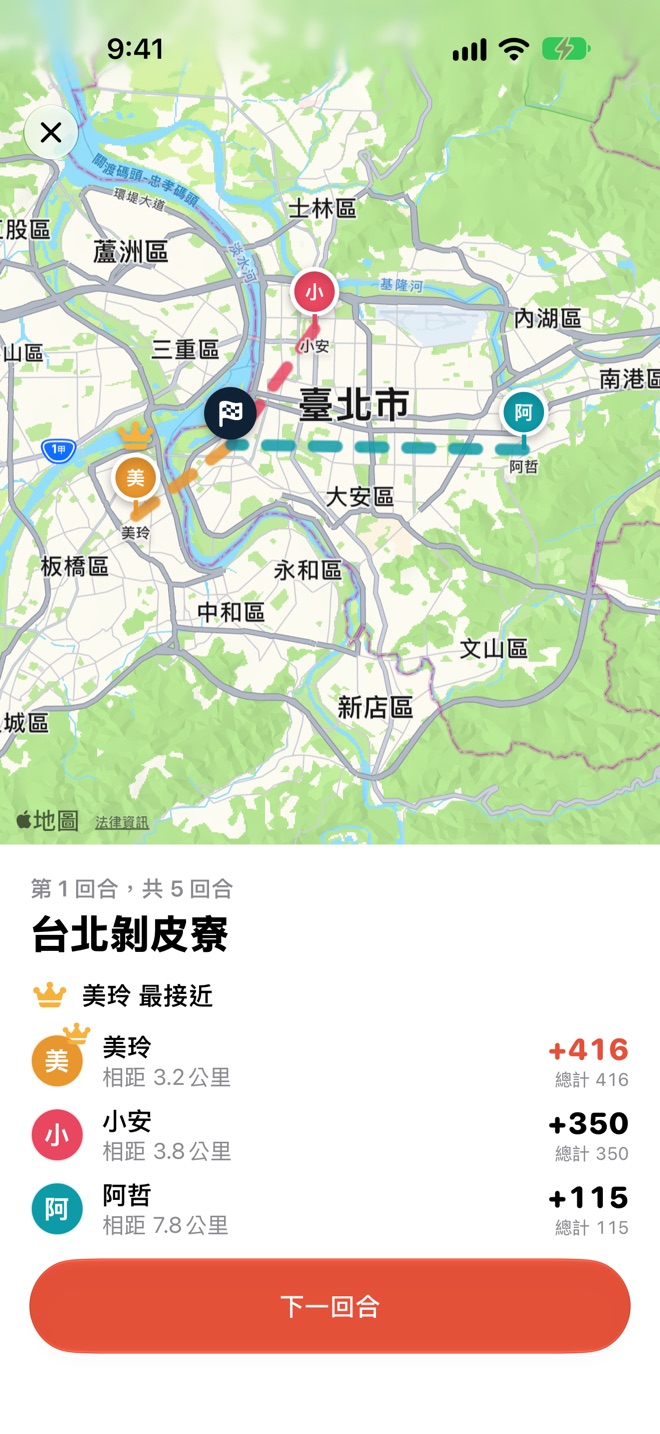 9:41
關渡碼頭-忠孝碼頭
環堤大道
士林區
股區
蘆洲區
淡水河
小
基隆河
內湖區
小安
三重區
山區
南港區
臺北市
阿
1甲
阿哲
美
大安區
美玲
板橋區
永和區
中和區
文山區
新店區
城區
地圖 法律資訊
第 1 回合，共 5 回合
台北剝皮寮
美玲 最接近
美 美玲 +416
相距 3.2 公里 總計 416
小 小安 +350
相距 3.8 公里 總計 350
阿 阿哲 +115
相距 7.8 公里 總計 115
下一回合